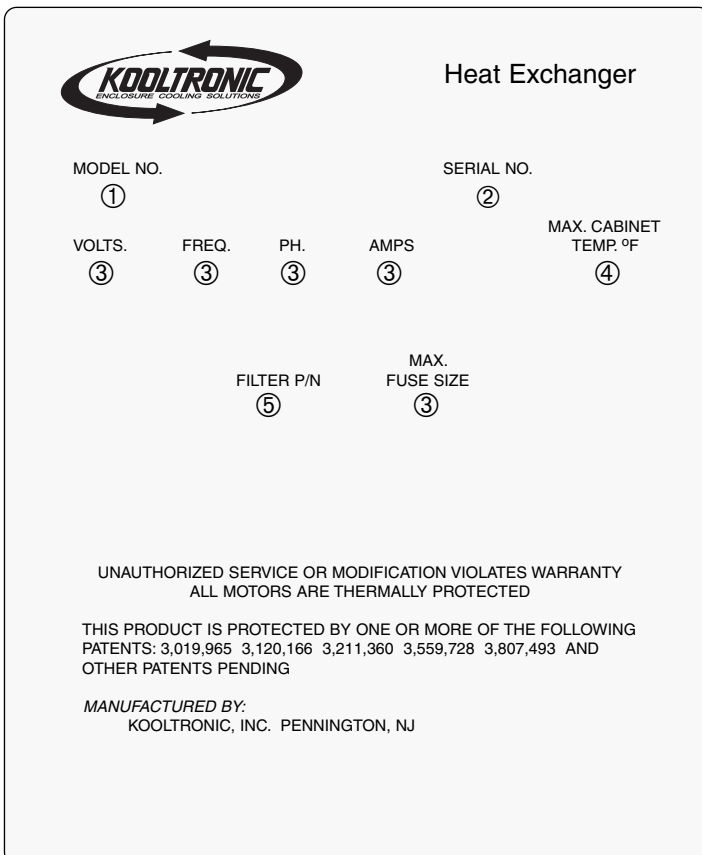 KOOLTRONIC
ENCLOSURE COOLING SOLUTIONS
Heat Exchanger
MODEL NO. SERIAL NO.
① ②
VOLTS. FREQ. PH. AMPS MAX. CABINET TEMP. ºF
③ ③ ③ ③ ④
FILTER P/N MAX. FUSE SIZE
⑤ ③
UNAUTHORIZED SERVICE OR MODIFICATION VIOLATES WARRANTY
ALL MOTORS ARE THERMALLY PROTECTED
THIS PRODUCT IS PROTECTED BY ONE OR MORE OF THE FOLLOWING
PATENTS: 3,019,965 3,120,166 3,211,360 3,559,728 3,807,493 AND
OTHER PATENTS PENDING
MANUFACTURED BY:
KOOLTRONIC, INC. PENNINGTON, NJ